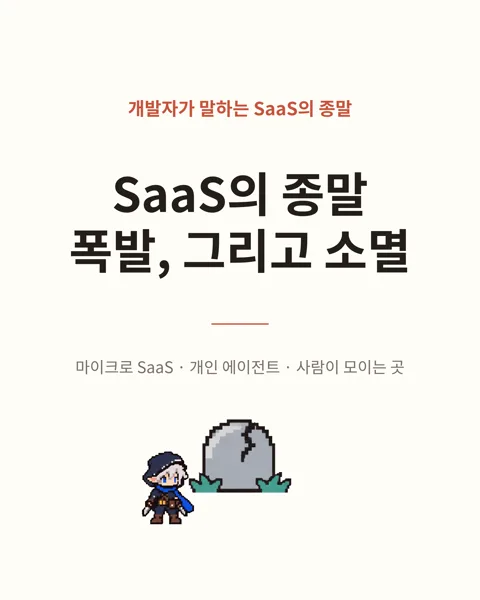 개발자가 말하는 SaaS의 종말
SaaS의 종말
폭발, 그리고 소멸
마이크로 SaaS · 개인 에이전트 · 사람이 모이는 곳